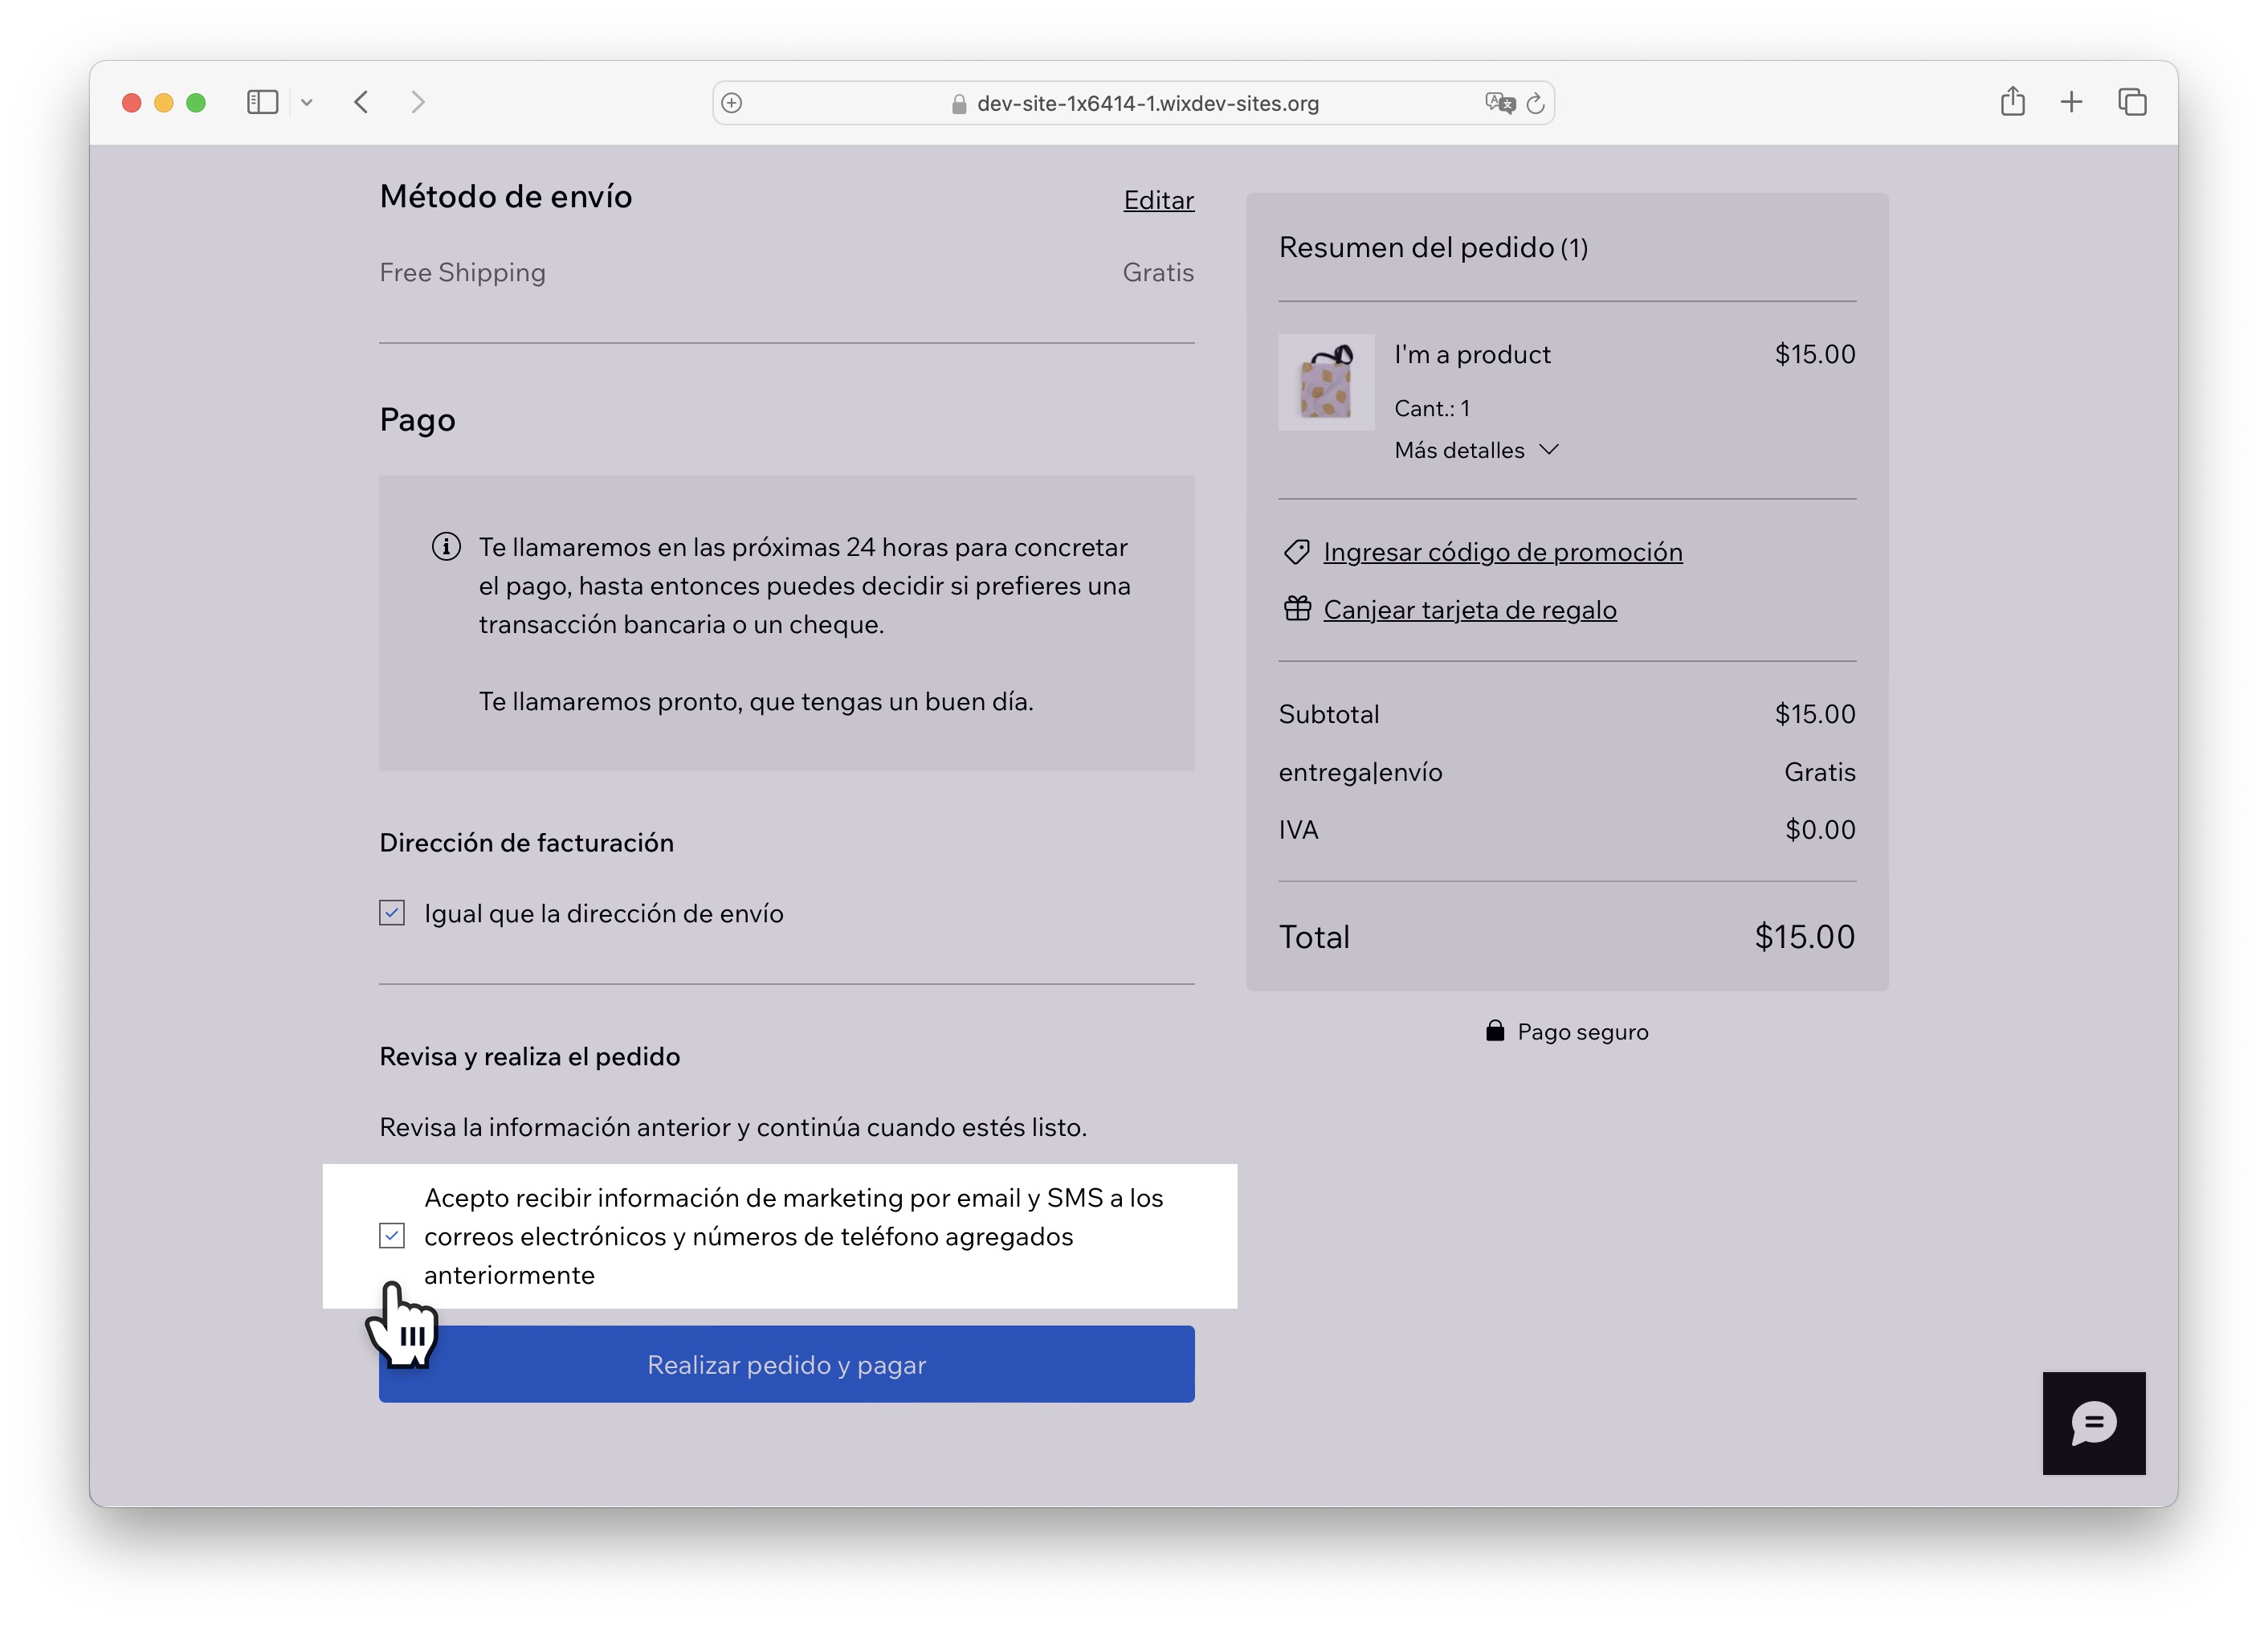 dev-site-1x6414-1.wixdev-sites.org
Método de envío
Editar
Free Shipping
Gratis
Pago
Te llamaremos en las próximas 24 horas para concretar
el pago, hasta entonces puedes decidir si prefieres una
transacción bancaria o un cheque.
Te llamaremos pronto, que tengas un buen día.
Dirección de facturación
Igual que la dirección de envío
Revisa y realiza el pedido
Revisa la información anterior y continúa cuando estés listo.
Acepto recibir información de marketing por email y SMS a los
correos electrónicos y números de teléfono agregados
anteriormente
Realizar pedido y pagar
Resumen del pedido (1)
I'm a product
$15.00
Cant.: 1
Más detalles
Ingresar código de promoción
Canjear tarjeta de regalo
Subtotal
$15.00
entrega|envío
Gratis
IVA
$0.00
Total
$15.00
Pago seguro